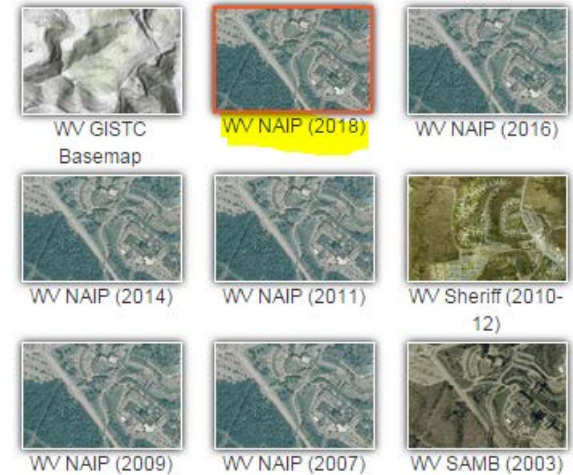 WV GISTC
Basemap
WV NAIP (2018)
WV NAIP (2016)
WV NAIP (2014)
WV NAIP (2011)
WV Sheriff (2010-
12)
WV NAIP (2009)
WV NAIP (2007)
WV SAMB (2003)